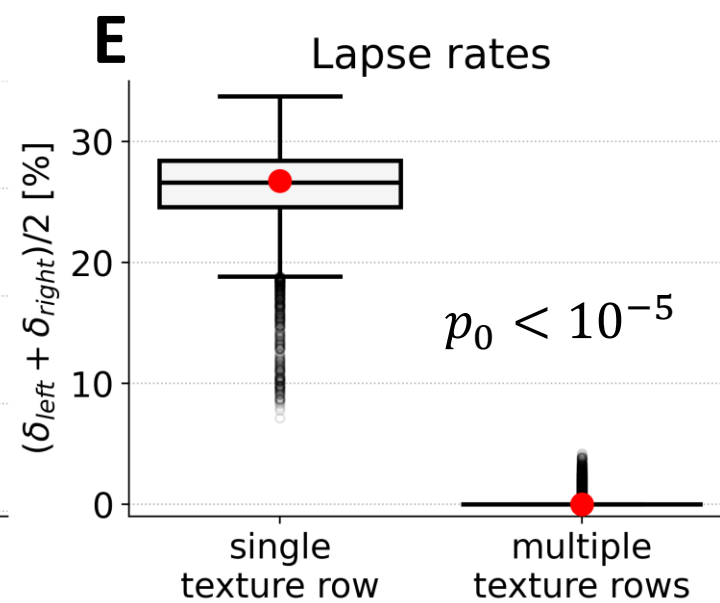 E
Lapse rates
(δleft + δright)/2 [%]
30
20
10
0
p₀ < 10⁻⁵
single
texture row
multiple
texture rows